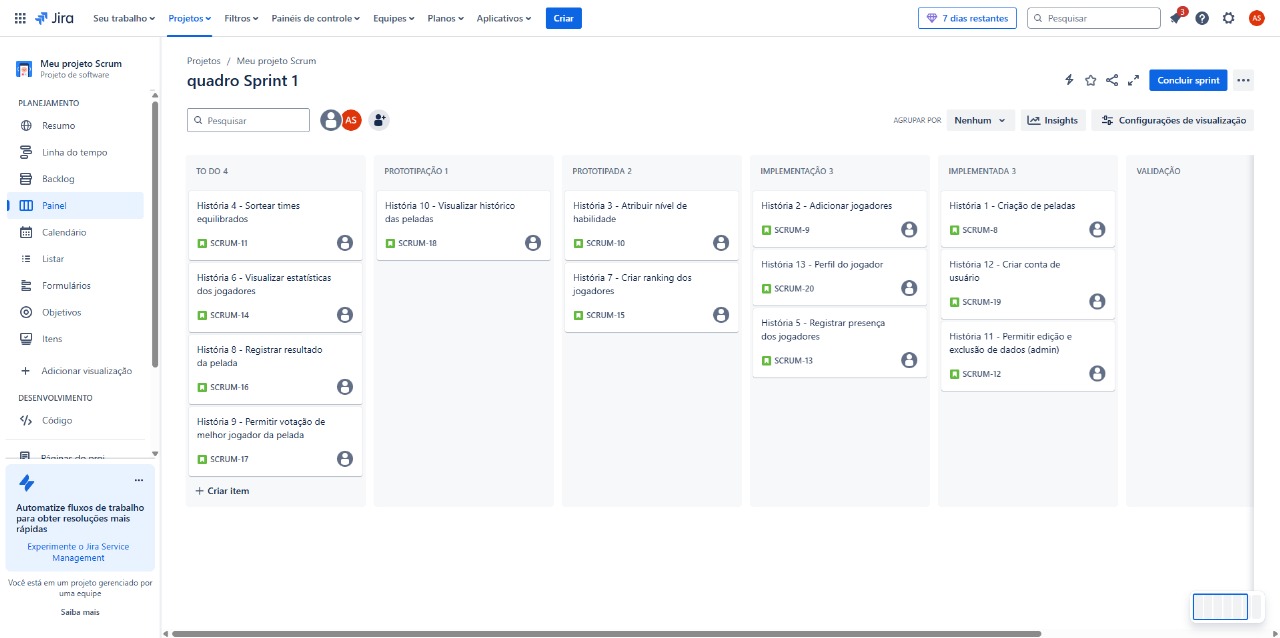 Jira
Seu trabalho
Projetos
Filtros
Painéis de controle
Equipes
Planos
Aplicativos
Criar
7 dias restantes
Pesquisar
3
AS
Meu projeto Scrum
Projeto de software
PLANEJAMENTO
Resumo
Linha do tempo
Backlog
Painel
Calendário
Listar
Formulários
Objetivos
Itens
Adicionar visualização
DESENVOLVIMENTO
Código
Páginas do proj
Automatize fluxos de trabalho
para obter resoluções mais
rápidas
Experimente o Jira Service
Management
Você está em um projeto gerenciado por
uma equipe
Saiba mais
Projetos / Meu projeto Scrum
quadro Sprint 1
Concluir sprint
Pesquisar
AS
AGRUPAR POR
Nenhum
Insights
Configurações de visualização
TO DO 4
História 4 - Sortear times
equilibrados
SCRUM-11
História 6 - Visualizar estatísticas
dos jogadores
SCRUM-14
História 8 - Registrar resultado
da pelada
SCRUM-16
História 9 - Permitir votação de
melhor jogador da pelada
SCRUM-17
+ Criar item
PROTOTIPAÇÃO 1
História 10 - Visualizar histórico
das peladas
SCRUM-18
PROTOTIPADA 2
História 3 - Atribuir nível de
habilidade
SCRUM-10
História 7 - Criar ranking dos
jogadores
SCRUM-15
IMPLEMENTAÇÃO 3
História 2 - Adicionar jogadores
SCRUM-9
História 13 - Perfil do jogador
SCRUM-20
História 5 - Registrar presença
dos jogadores
SCRUM-13
IMPLEMENTADA 3
História 1 - Criação de peladas
SCRUM-8
História 12 - Criar conta de
usuário
SCRUM-19
História 11 - Permitir edição e
exclusão de dados (admin)
SCRUM-12
VALIDAÇÃO